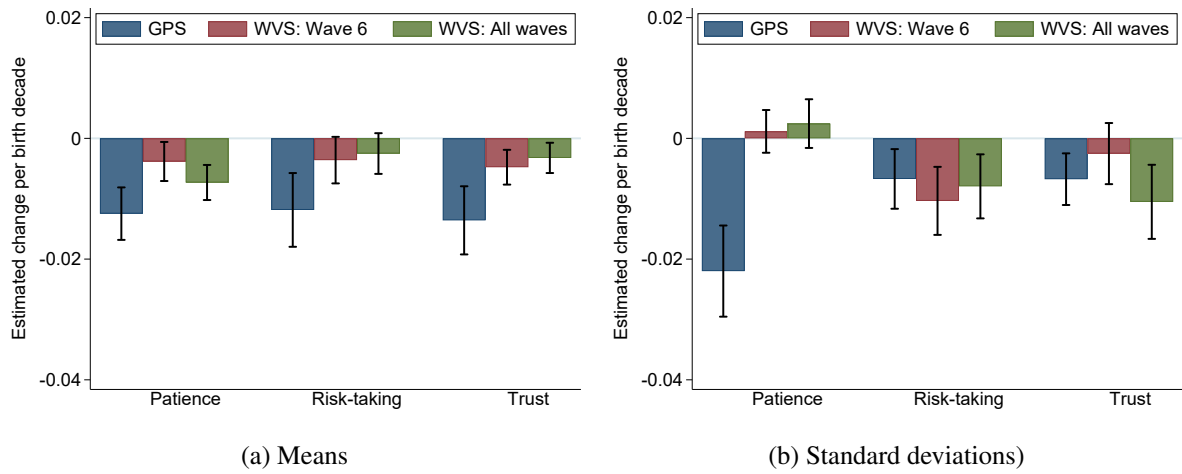 GPS WVS: Wave 6 WVS: All waves
Estimated change per birth decade
0.02
0
-0.02
-0.04
Patience Risk-taking Trust
(a) Means
GPS WVS: Wave 6 WVS: All waves
Estimated change per birth decade
0.02
0
-0.02
-0.04
Patience Risk-taking Trust
(b) Standard deviations)